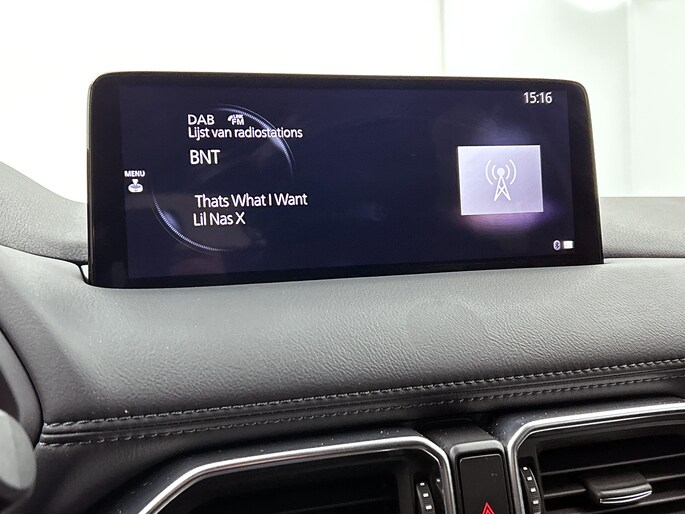 15:16
DAB FM
Lijst van radiostations
BNT
MENU
Thats What I Want
Lil Nas X